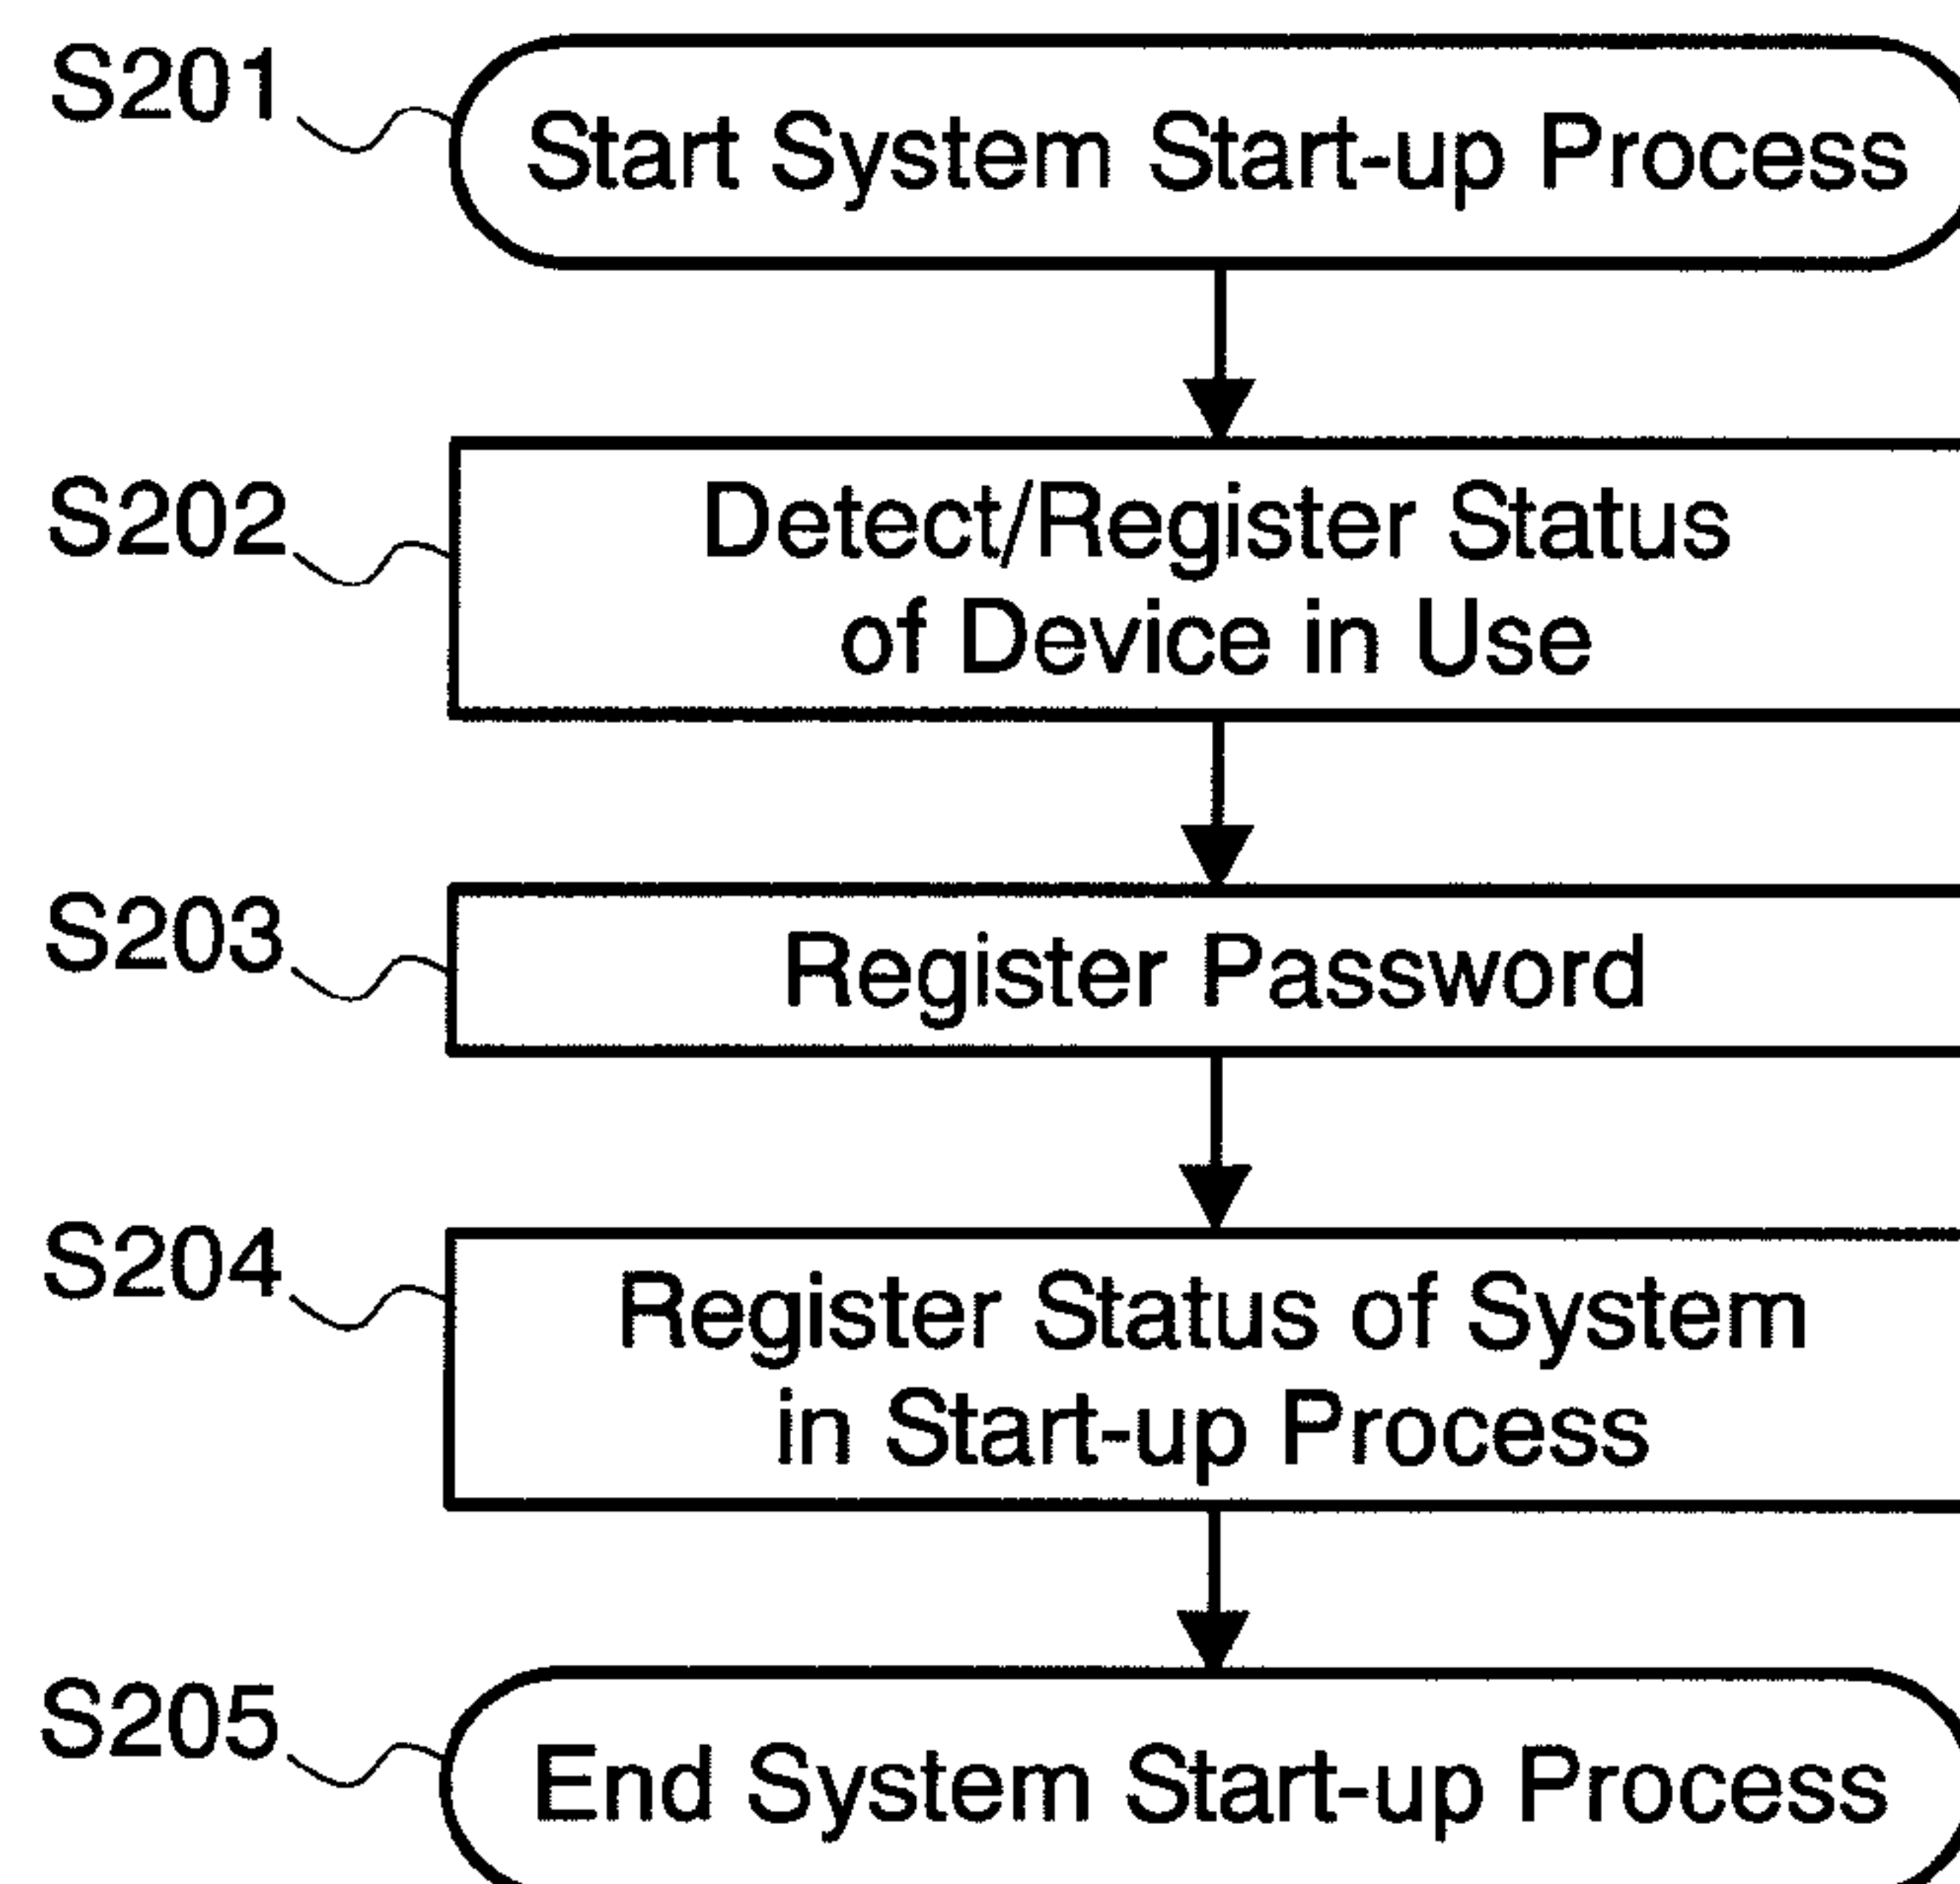 S201
Start System Start-up Process
S202
Detect/Register Status
of Device in Use
S203
Register Password
S204
Register Status of System
in Start-up Process
S205
End System Start-up Process